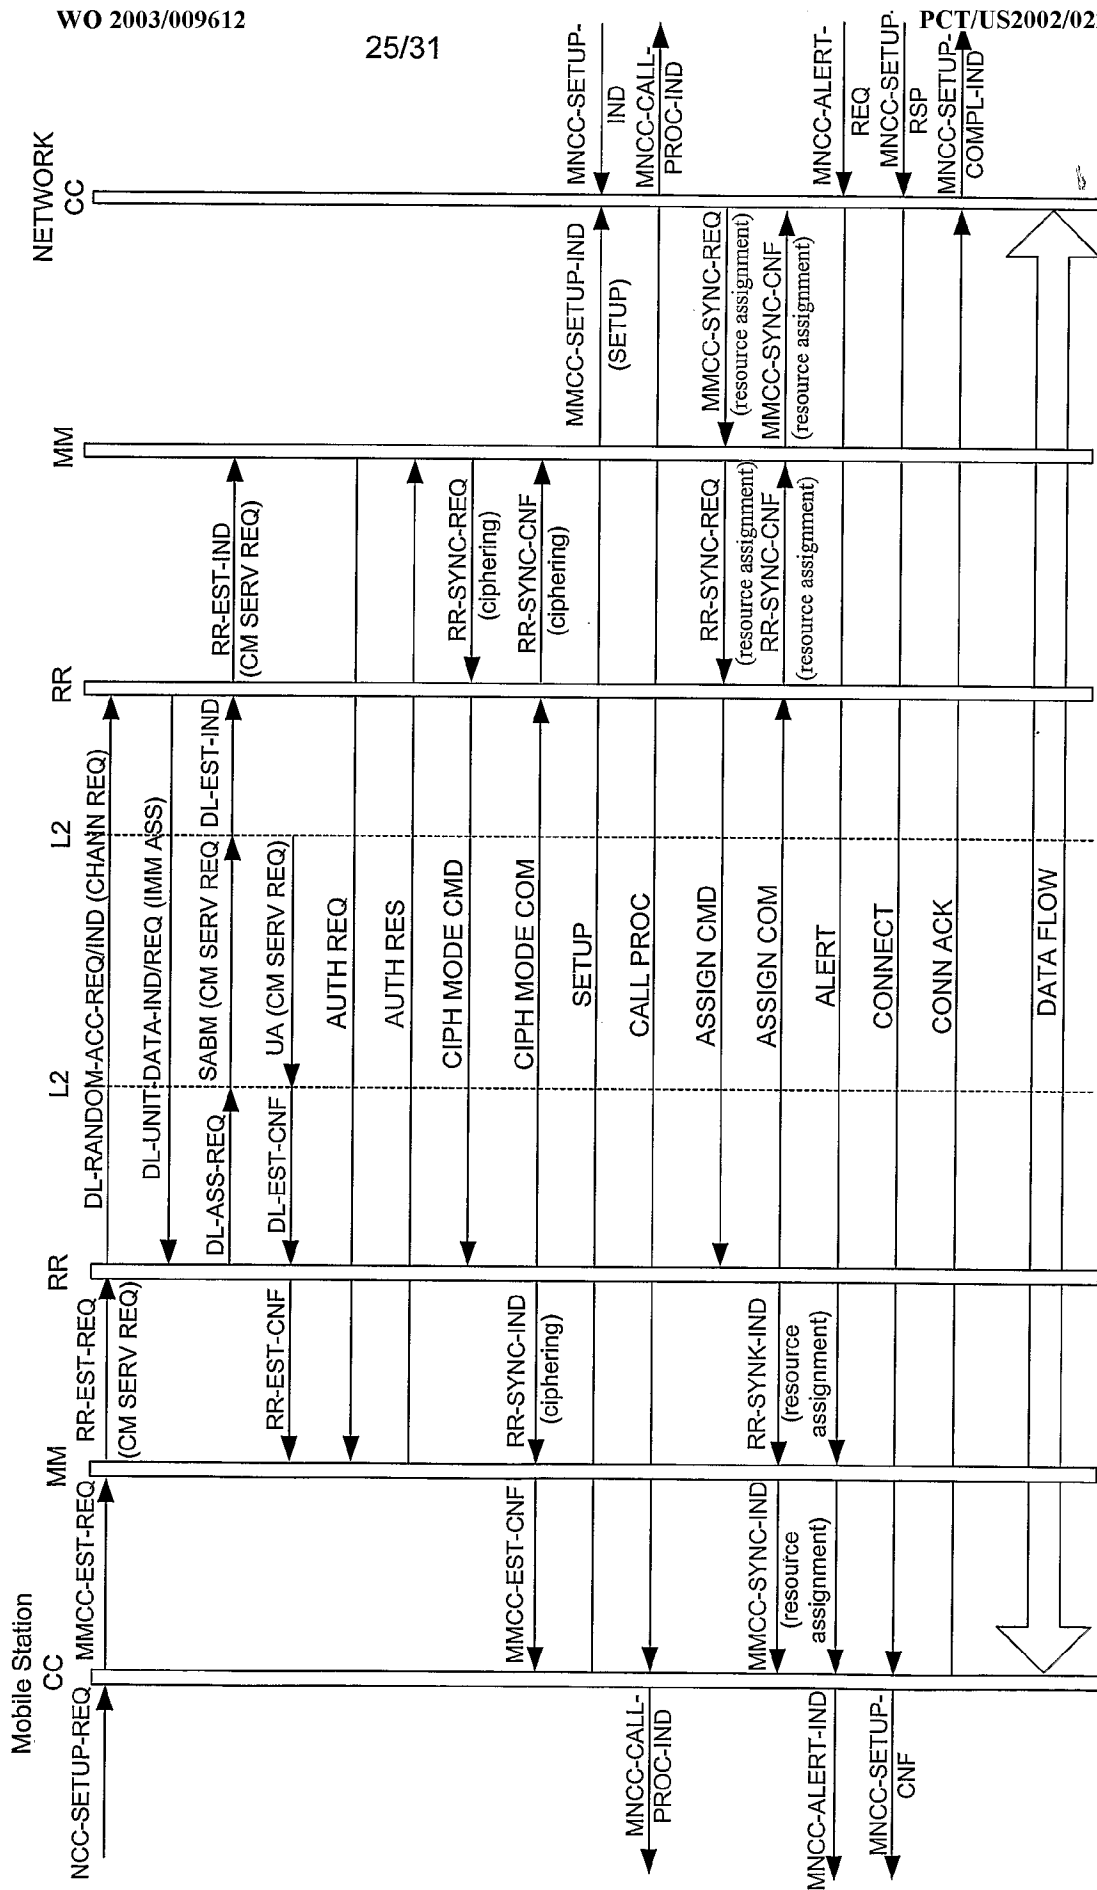 WO 2003/009612
PCT/US2002/02
25/31
Mobile Station
NETWORK
CC
MM
RR
L2
L2
RR
MM
CC
NCC-SETUP-REQ
MMCC-EST-REQ
RR-EST-REQ
(CM SERV REQ)
DL-RANDOM-ACC-REQ/IND (CHANN REQ)
DL-UNIT-DATA-IND/REQ (IMM ASS)
DL-ASS-REQ
SABM (CM SERV REQ)
DL-EST-IND
RR-EST-IND
(CM SERV REQ)
RR-EST-CNF
DL-EST-CNF
UA (CM SERV REQ)
AUTH REQ
AUTH RES
CIPH MODE CMD
RR-SYNC-REQ
(ciphering)
MMCC-EST-CNF
RR-SYNC-IND
(ciphering)
CIPH MODE COM
RR-SYNC-CNF
(ciphering)
SETUP
MMCC-SETUP-IND
(SETUP)
MNCC-SETUP-
IND
MNCC-CALL-
PROC-IND
CALL PROC
MNCC-CALL-
PROC-IND
ASSIGN CMD
RR-SYNC-REQ
(resource assignment)
MMCC-SYNC-REQ
(resource assignment)
MMCC-SYNC-IND
(resource
assignment)
RR-SYNK-IND
(resource
assignment)
ASSIGN COM
RR-SYNC-CNF
(resource assignment)
MMCC-SYNC-CNF
(resource assignment)
MNCC-ALERT-IND
ALERT
MNCC-ALERT-
REQ
MNCC-SETUP-
CNF
CONNECT
MNCC-SETUP-
RSP
CONN ACK
MNCC-SETUP-
COMPL-IND
DATA FLOW